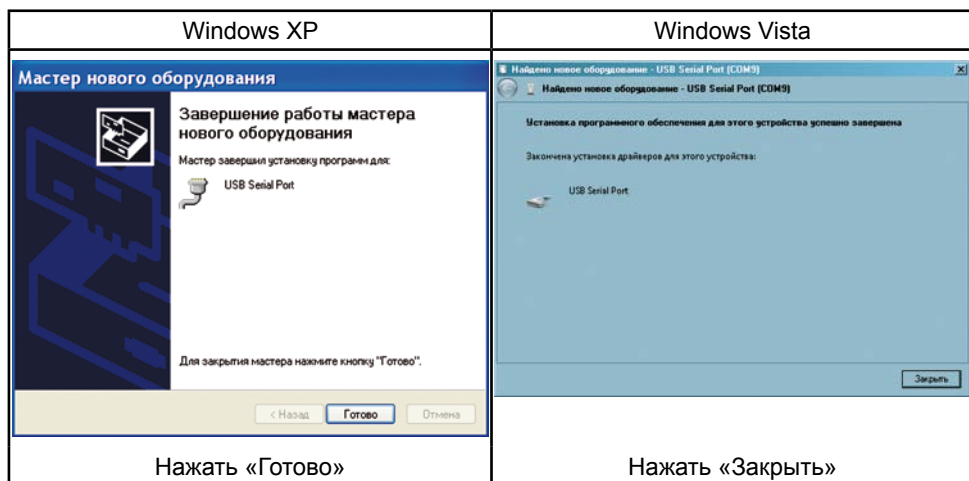 Windows XP
Windows Vista
Мастер нового оборудования
Завершение работы мастера
нового оборудования
Мастер завершил установку программ для:
USB Serial Port
Для закрытия мастера нажмите кнопку "Готово".
< Назад
Готово
Отмена
Найдено новое оборудование - USB Serial Port (COM9)
Найдено новое оборудование - USB Serial Port (COM9)
Установка программного обеспечения для этого устройства успешно завершена
Закончена установка драйверов для этого устройства:
USB Serial Port
Закрыть
Нажать «Готово»
Нажать «Закрыть»